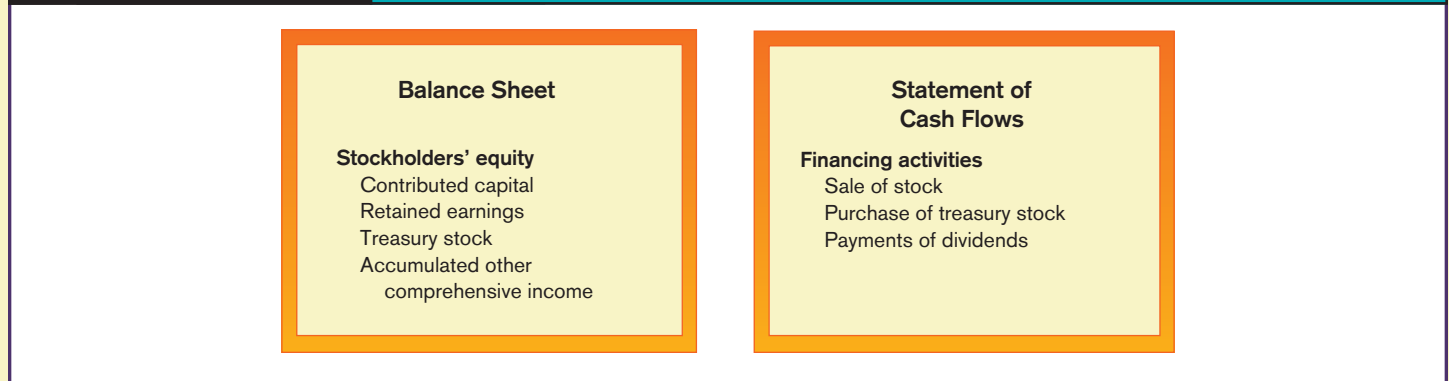 Balance Sheet
Stockholders’ equity
Contributed capital
Retained earnings
Treasury stock
Accumulated other
comprehensive income
Statement of
Cash Flows
Financing activities
Sale of stock
Purchase of treasury stock
Payments of dividends